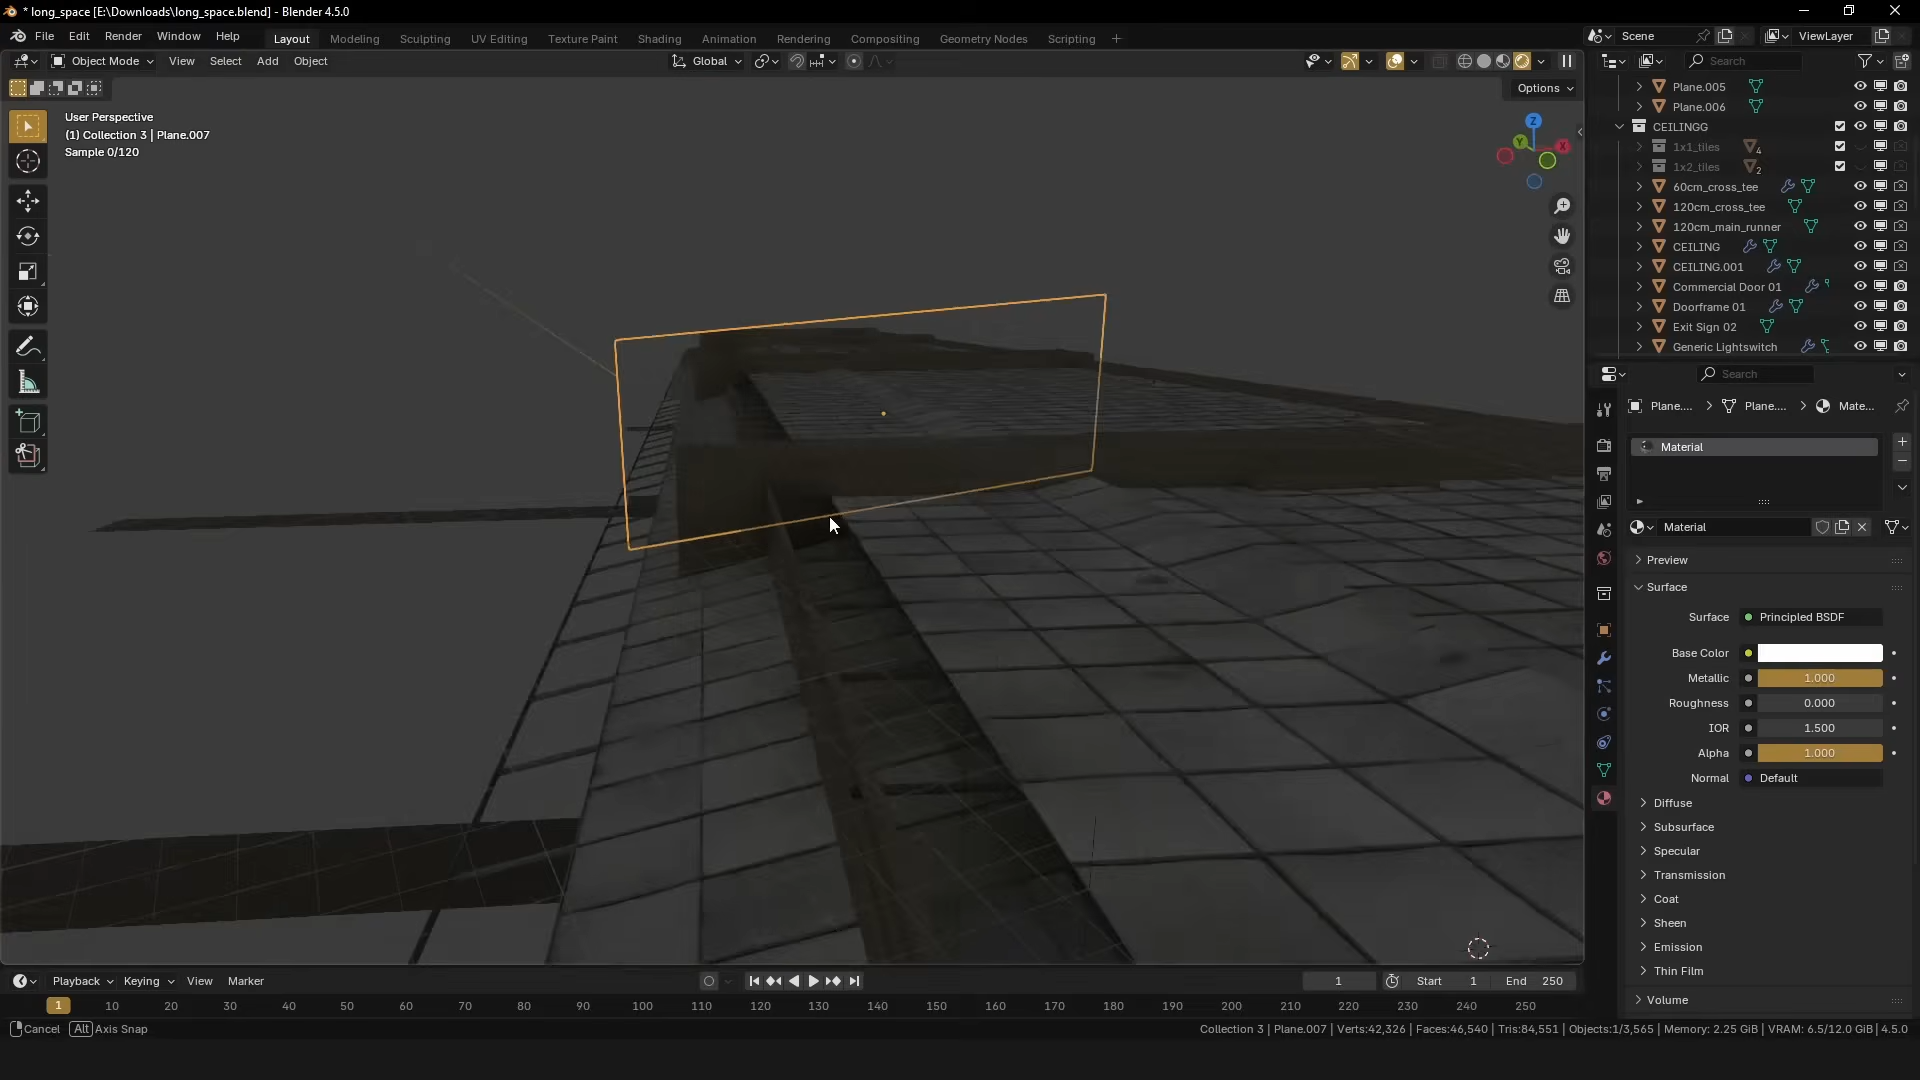 * long_space [E:\Downloads\long_space.blend] - Blender 4.5.0
File Edit Render Window Help
Layout Modeling Sculpting UV Editing Texture Paint Shading Animation Rendering Compositing Geometry Nodes Scripting
Scene
ViewLayer
Object Mode View Select Add Object
Global
Search
Options
User Perspective
(1) Collection 3 | Plane.007
Sample 0/120
Z
Y
X
Plane.005
Plane.006
CEILINGG
1x1_tiles 4
1x2_tiles 2
60cm_cross_tee
120cm_cross_tee
120cm_main_runner
CEILING
CEILING.001
Commercial Door 01
Doorframe 01
Exit Sign 02
Generic Lightswitch
Search
Plane.... Plane.... Mate...
Material
Material
Preview
Surface
Surface Principled BSDF
Base Color
Metallic 1.000
Roughness 0.000
IOR 1.500
Alpha 1.000
Normal Default
Diffuse
Subsurface
Specular
Transmission
Coat
Sheen
Emission
Thin Film
Volume
Playback Keying View Marker
1 Start 1 End 250
1 10 20 30 40 50 60 70 80 90 100 110 120 130 140 150 160 170 180 190 200 210 220 230 240 250
Cancel Alt Axis Snap
Collection 3 | Plane.007 | Verts:42,326 | Faces:46,540 | Tris:84,551 | Objects:1/3,565 | Memory: 2.25 GiB | VRAM: 6.5/12.0 GiB | 4.5.0